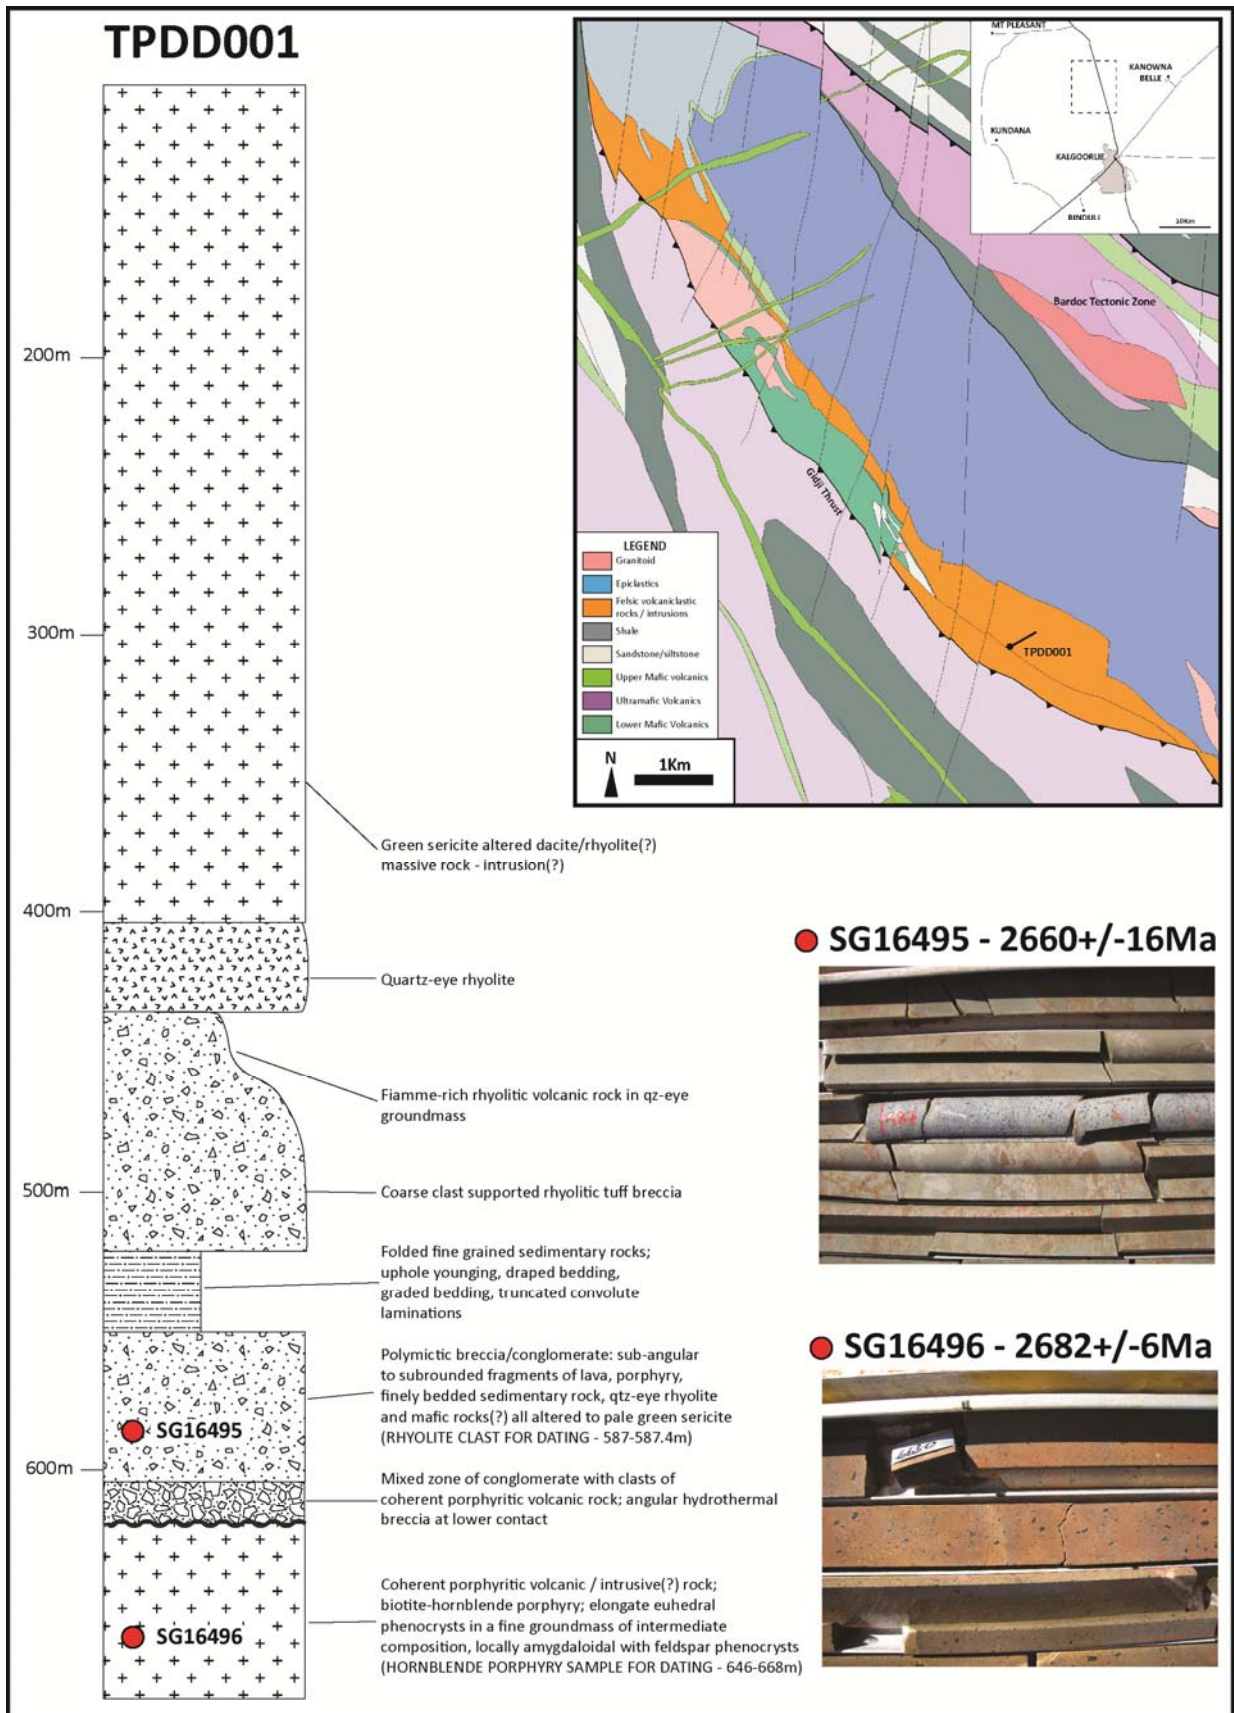 TPDD001
MT PLEASANT
KANOWNA
BELLE
KUNDANA
KALGOORLIE
BINDULI
10Km
Bardoc Tectonic Zone
Gidji Thrust
TPDD001
LEGEND
Granitoid
Epiclastics
Felsic volcaniclastic
rocks / intrusions
Shale
Sandstone/siltstone
Upper Mafic volcanics
Ultramafic Volcanics
Lower Mafic Volcanics
N
1Km
200m
300m
400m
500m
600m
Green sericite altered dacite/rhyolite(?)
massive rock - intrusion(?)
Quartz-eye rhyolite
Fiamme-rich rhyolitic volcanic rock in qz-eye
groundmass
Coarse clast supported rhyolitic tuff breccia
Folded fine grained sedimentary rocks;
uphole younging, draped bedding,
graded bedding, truncated convolute
laminations
Polymictic breccia/conglomerate: sub-angular
to subrounded fragments of lava, porphyry,
finely bedded sedimentary rock, qtz-eye rhyolite
and mafic rocks(?) all altered to pale green sericite
(RHYOLITE CLAST FOR DATING - 587-587.4m)
SG16495
Mixed zone of conglomerate with clasts of
coherent porphyritic volcanic rock; angular hydrothermal
breccia at lower contact
Coherent porphyritic volcanic / intrusive(?) rock;
biotite-hornblende porphyry; elongate euhedral
phenocrysts in a fine groundmass of intermediate
composition, locally amygdaloidal with feldspar phenocrysts
(HORNBLENDE PORPHYRY SAMPLE FOR DATING - 646-668m)
SG16496
SG16495 - 2660+/-16Ma
SG16496 - 2682+/-6Ma